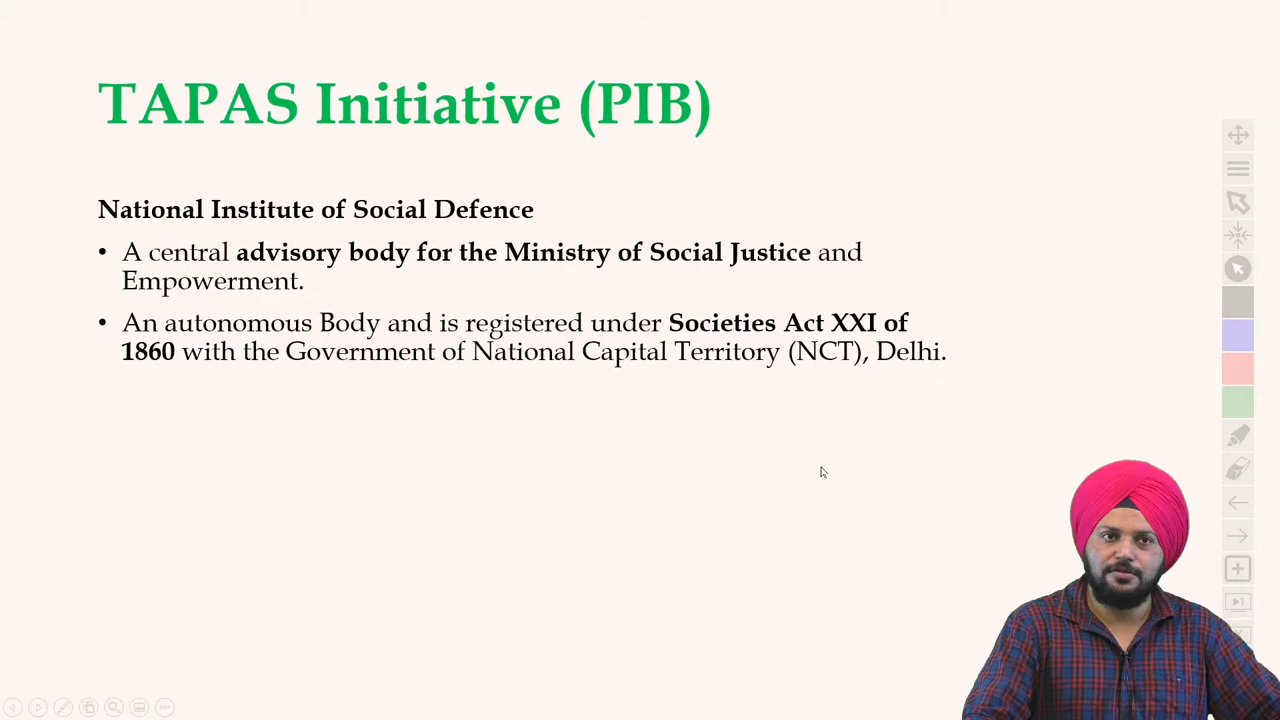 TAPAS Initiative (PIB)
National Institute of Social Defence
• A central advisory body for the Ministry of Social Justice and
Empowerment.
• An autonomous Body and is registered under Societies Act XXI of
1860 with the Government of National Capital Territory (NCT), Delhi.